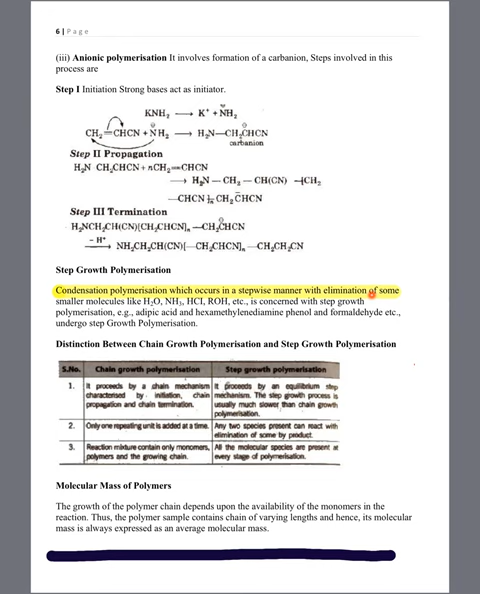 6 | P a g e
(iii) Anionic polymerisation It involves formation of a carbanion, Steps involved in this
process are
Step I Initiation Strong bases act as initiator.
KNH₂ ⟶ K⁺ + N̈H₂
⊖ ⊖
CH₂=CHCN + N̈H₂ ⟶ H₂N—CH₂CHCN
carbanion
Step II Propagation
H₂N CH₂CHCN + nCH₂=CHCN
⟶ H₂N — CH₂ — CH(CN) —[CH₂
—CHCN ]ₙ CH₂ C̄HCN
Step III Termination
H₂NCH₂CH(CN)[CH₂CHCN]ₙ —CH₂CHCN
– H⁺
⟶ NH₂CH₂CH(CN)[—CH₂CHCN]ₙ —CH₂CH₂CN
Step Growth Polymerisation
Condensation polymerisation which occurs in a stepwise manner with elimination of some
smaller molecules like H₂O, NH₃, HCl, ROH, etc., is concerned with step growth
polymerisation, e.g., adipic acid and hexamethylenediamine phenol and formaldehyde etc.,
undergo step Growth Polymerisation.
Distinction Between Chain Growth Polymerisation and Step Growth Polymerisation
S.No. Chain growth polymerisation Step growth polymerisation
1. It proceeds by a chain mechanism It proceeds by an equilibrium step
characterised by initiation, chain mechanism. The step growth process is
propagation and chain termination. usually much slower than chain growth
polymerisation.
2. Only one repeating unit is added at a time. Any two species present can react with
elimination of some by product.
3. Reaction mixture contain only monomers, All the molecular species are present at
polymers and the growing chain. every stage of polymerisation.
Molecular Mass of Polymers
The growth of the polymer chain depends upon the availability of the monomers in the
reaction. Thus, the polymer sample contains chain of varying lengths and hence, its molecular
mass is always expressed as an average molecular mass.